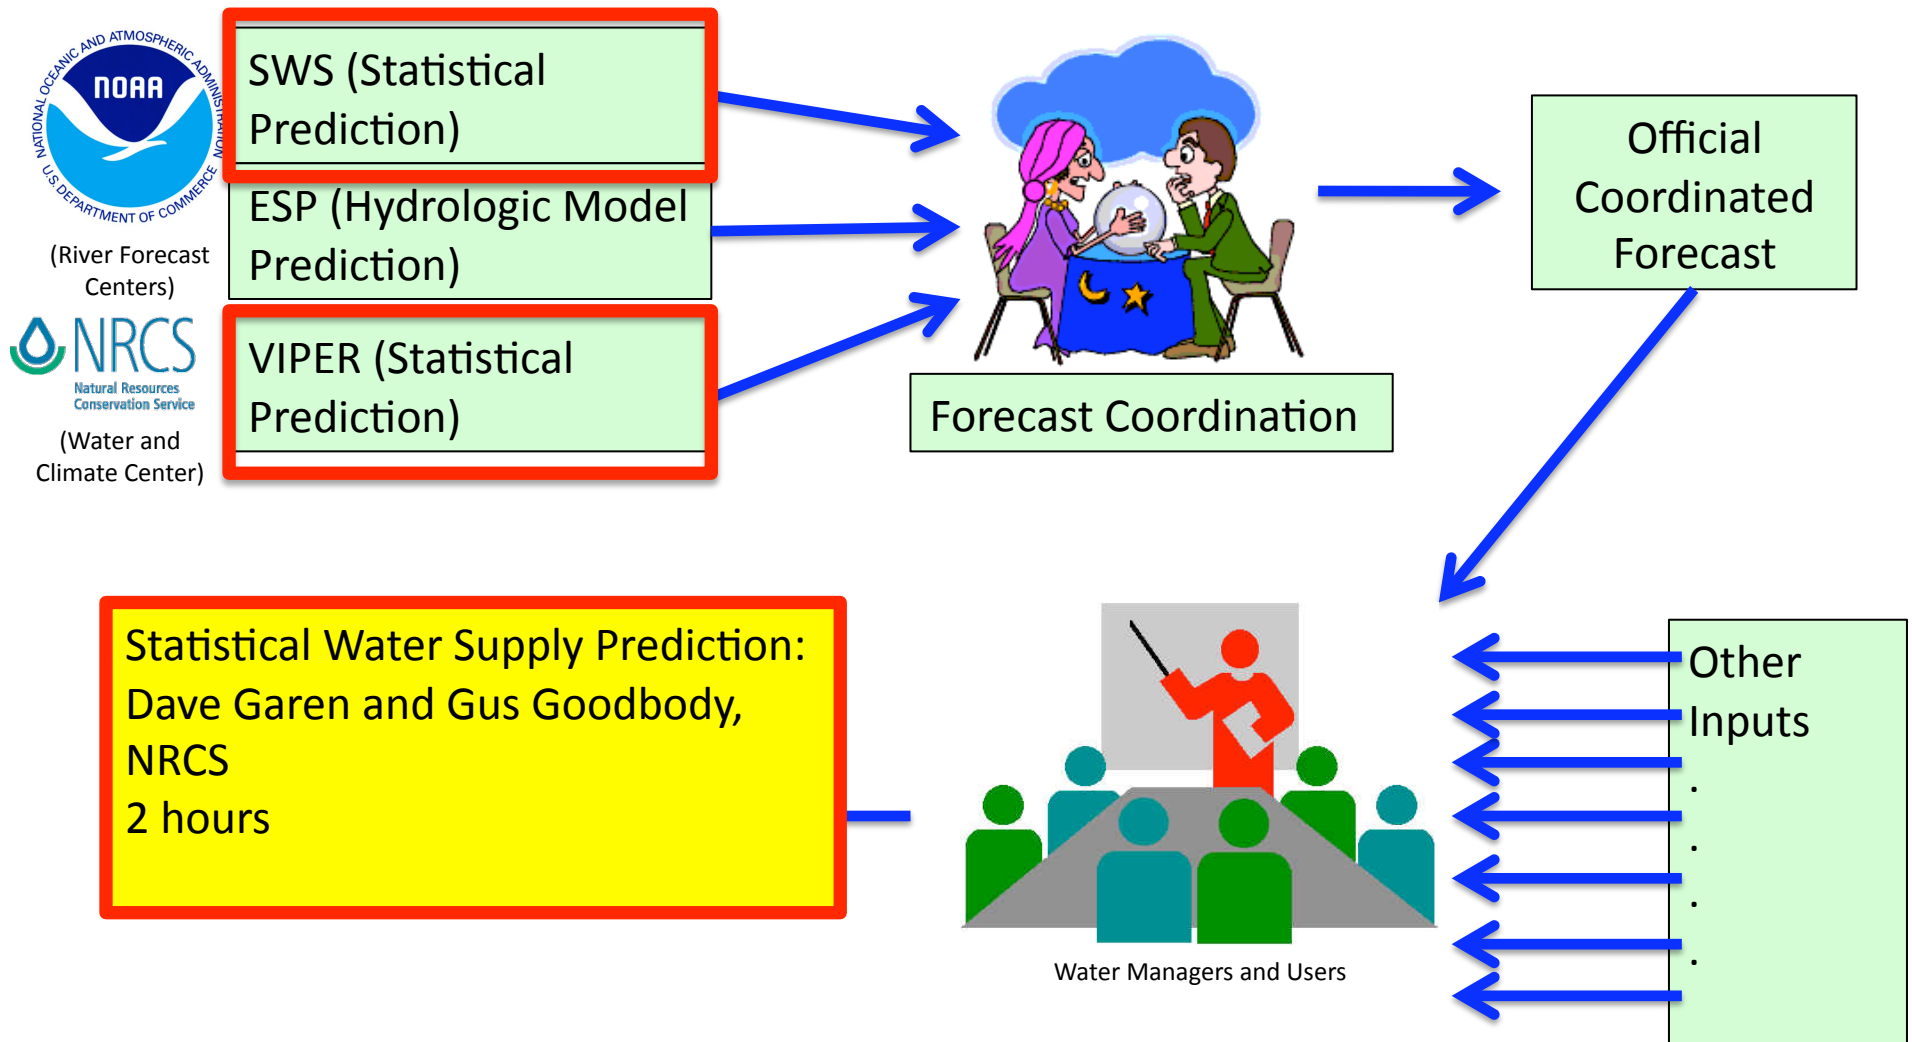 NATIONAL OCEANIC AND ATMOSPHERIC ADMINISTRATION
U.S. DEPARTMENT OF COMMERCE
NOAA
(River Forecast
Centers)
NRCS
Natural Resources
Conservation Service
(Water and
Climate Center)
SWS (Statistical
Prediction)
ESP (Hydrologic Model
Prediction)
VIPER (Statistical
Prediction)
Forecast Coordination
Official
Coordinated
Forecast
Statistical Water Supply Prediction:
Dave Garen and Gus Goodbody,
NRCS
2 hours
Water Managers and Users
Other
Inputs
.
.
.
.